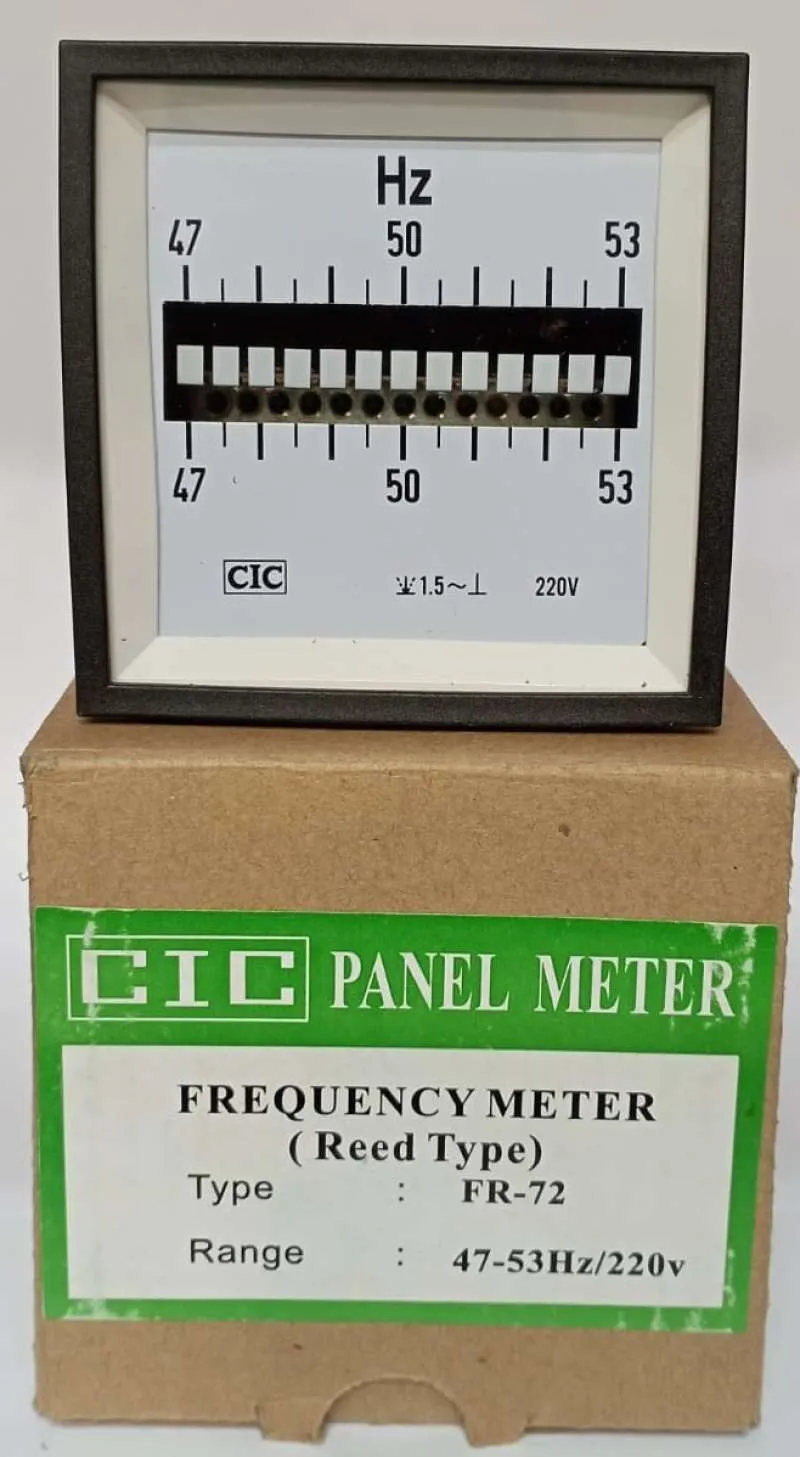 Hz
47 50 53
47 50 53
CIC 1.5~⊥ 220V
CIC PANEL METER
FREQUENCY METER
( Reed Type)
Type : FR-72
Range : 47-53Hz/220v